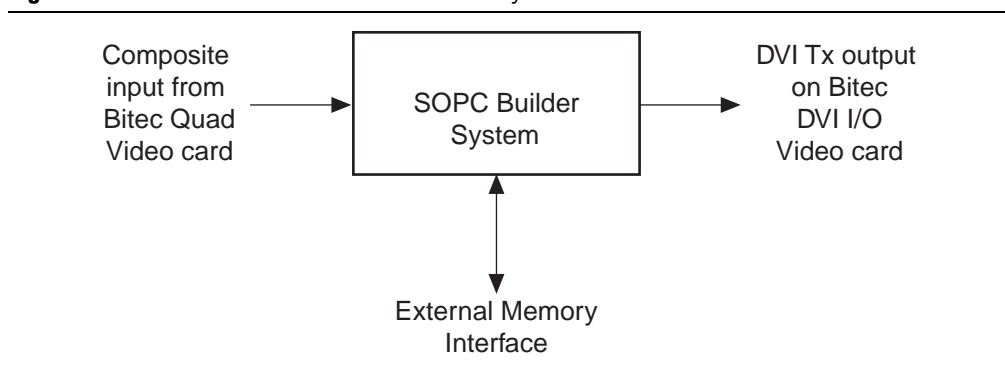 Composite
input from
Bitec Quad
Video card
SOPC Builder
System
DVI Tx output
on Bitec
DVI I/O
Video card
External Memory
Interface